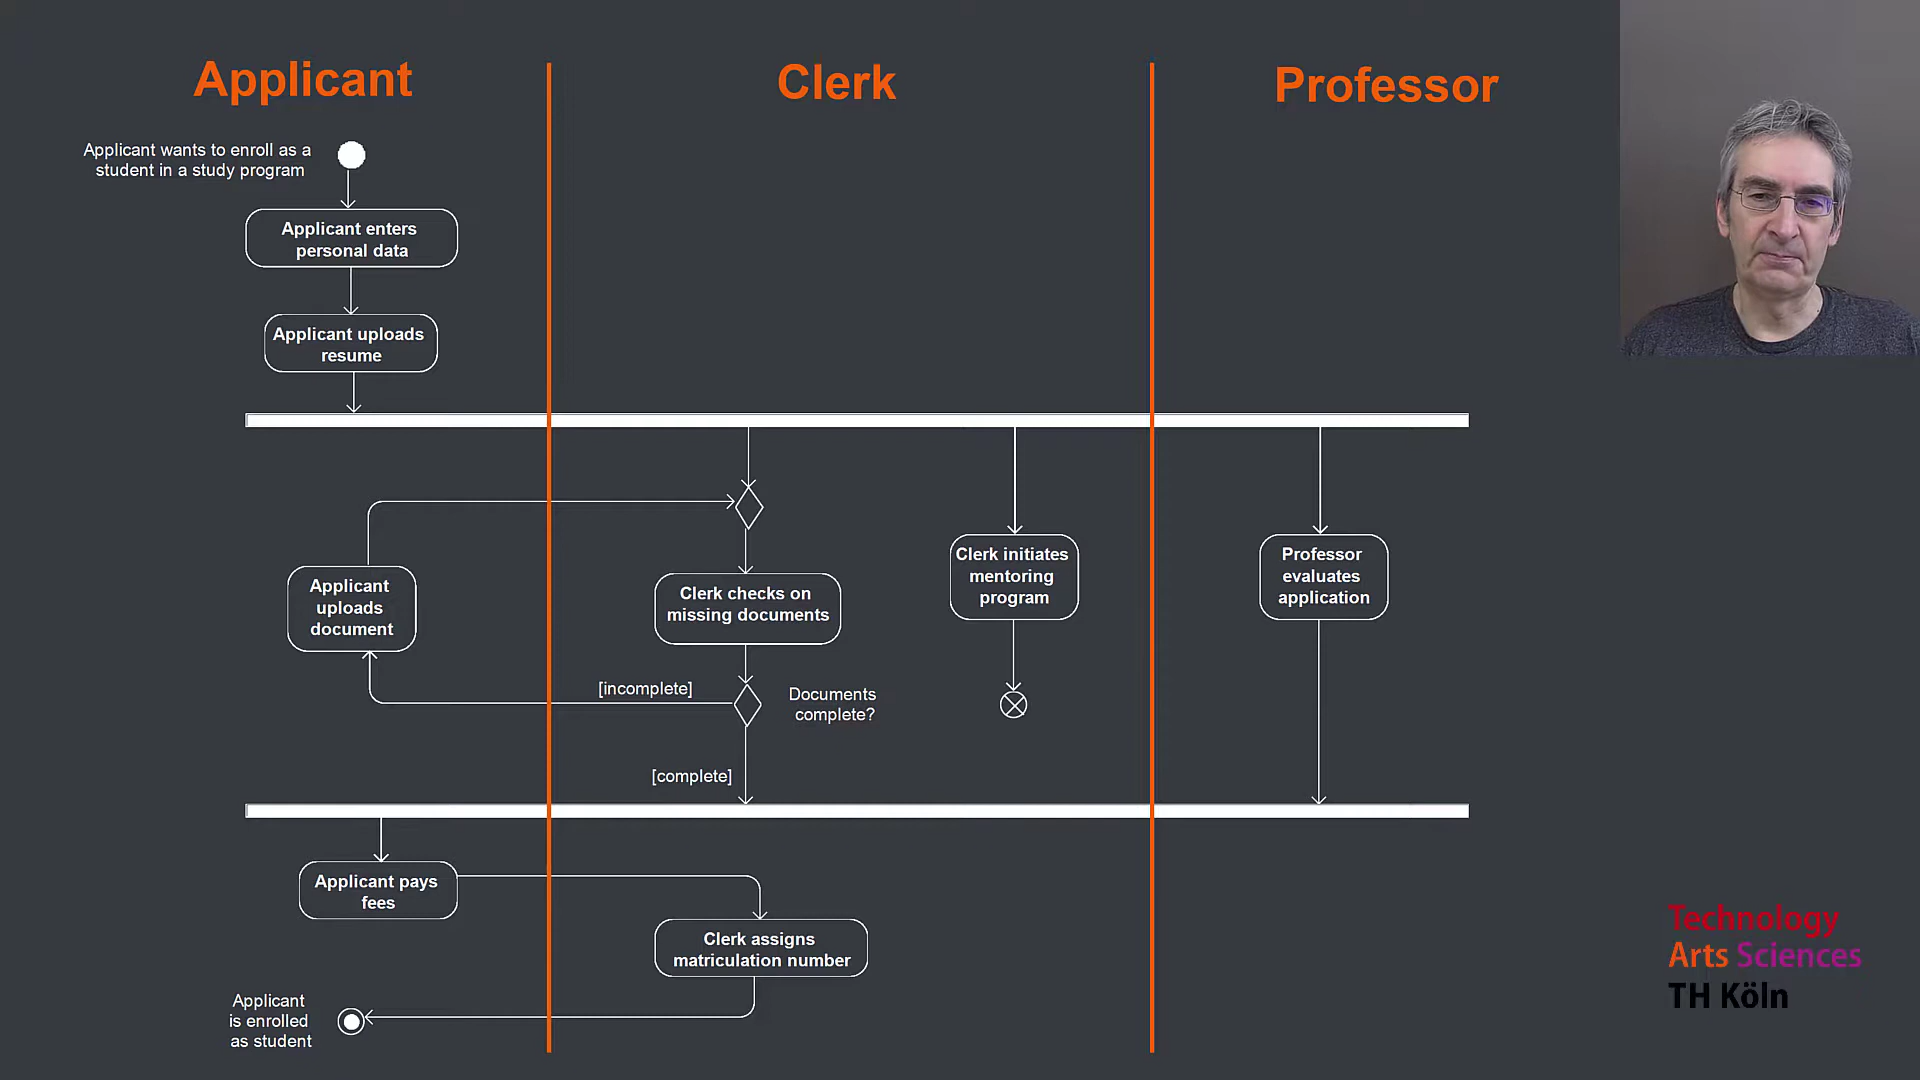 Applicant
Clerk
Professor
Applicant wants to enroll as a
student in a study program
Applicant enters
personal data
Applicant uploads
resume
Applicant
uploads
document
Clerk checks on
missing documents
Clerk initiates
mentoring
program
Professor
evaluates
application
[incomplete]
Documents
complete?
[complete]
Applicant pays
fees
Clerk assigns
matriculation number
Applicant
is enrolled
as student
Technology
Arts Sciences
TH Köln